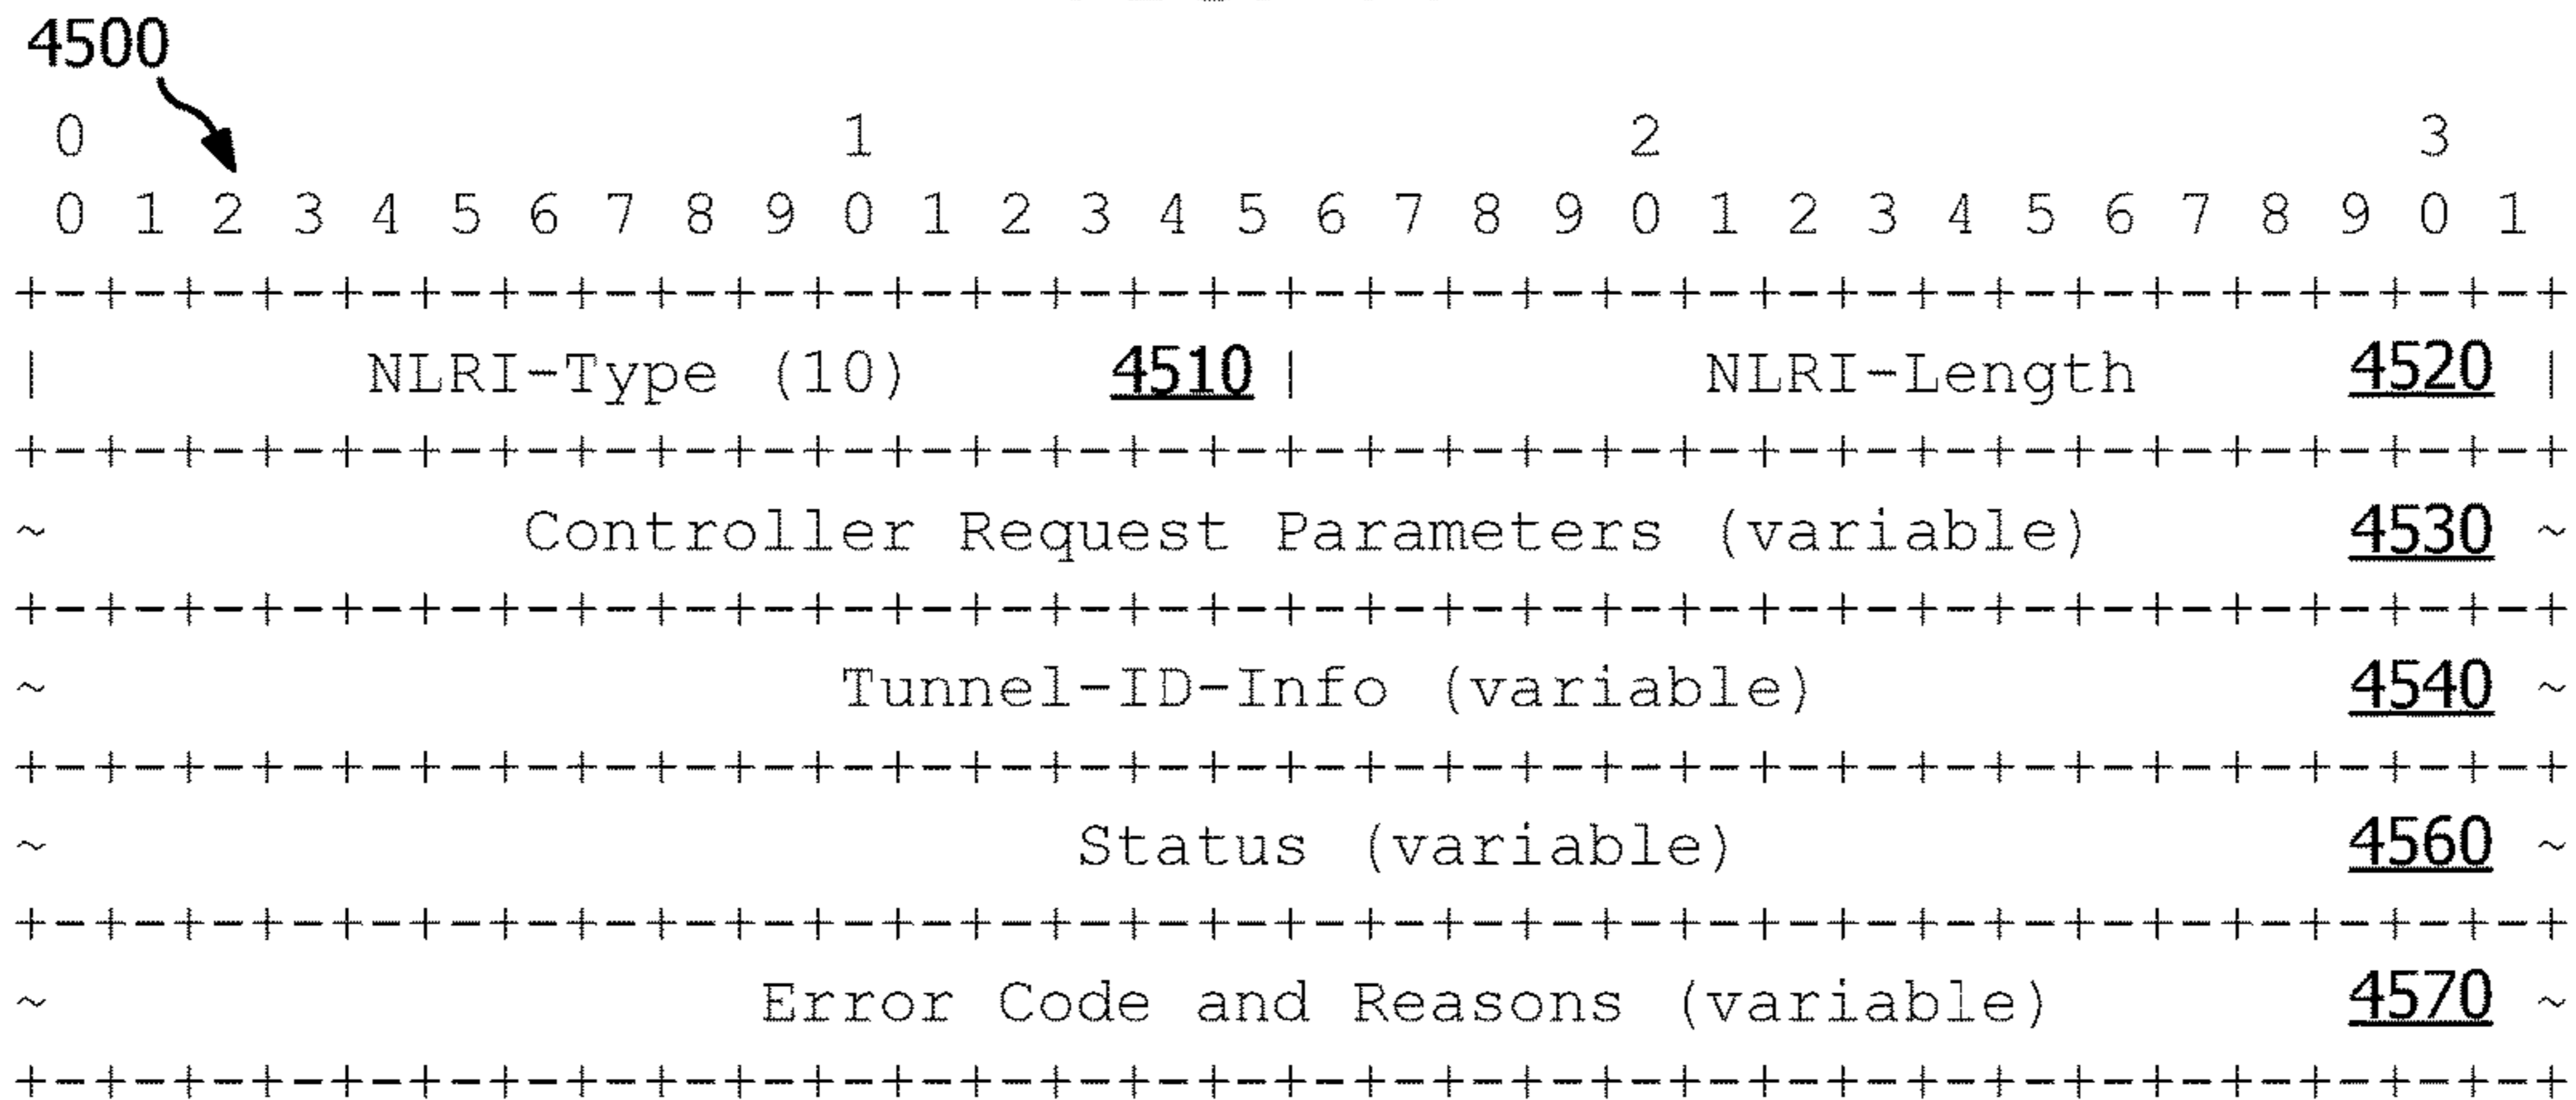 4500
0 1 2 3
0 1 2 3 4 5 6 7 8 9 0 1 2 3 4 5 6 7 8 9 0 1 2 3 4 5 6 7 8 9 0 1
+-+-+-+-+-+-+-+-+-+-+-+-+-+-+-+-+-+-+-+-+-+-+-+-+-+-+-+-+-+-+-+-+
| NLRI-Type (10) 4510 | NLRI-Length 4520 |
+-+-+-+-+-+-+-+-+-+-+-+-+-+-+-+-+-+-+-+-+-+-+-+-+-+-+-+-+-+-+-+-+
~ Controller Request Parameters (variable) 4530 ~
+-+-+-+-+-+-+-+-+-+-+-+-+-+-+-+-+-+-+-+-+-+-+-+-+-+-+-+-+-+-+-+-+
~ Tunnel-ID-Info (variable) 4540 ~
+-+-+-+-+-+-+-+-+-+-+-+-+-+-+-+-+-+-+-+-+-+-+-+-+-+-+-+-+-+-+-+-+
~ Status (variable) 4560 ~
+-+-+-+-+-+-+-+-+-+-+-+-+-+-+-+-+-+-+-+-+-+-+-+-+-+-+-+-+-+-+-+-+
~ Error Code and Reasons (variable) 4570 ~
+-+-+-+-+-+-+-+-+-+-+-+-+-+-+-+-+-+-+-+-+-+-+-+-+-+-+-+-+-+-+-+-+